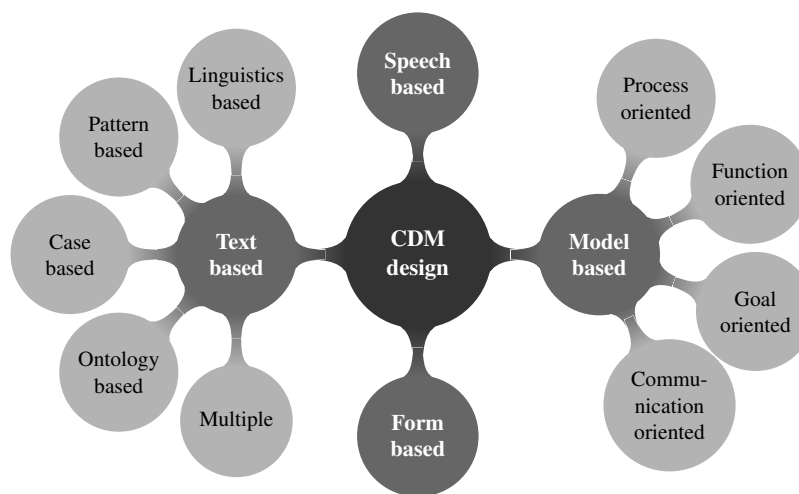 Linguistics
based
Speech
based
Process
oriented
Pattern
based
Function
oriented
Case
based
Text
based
CDM
design
Model
based
Goal
oriented
Ontology
based
Multiple
Form
based
Commu-
nication
oriented